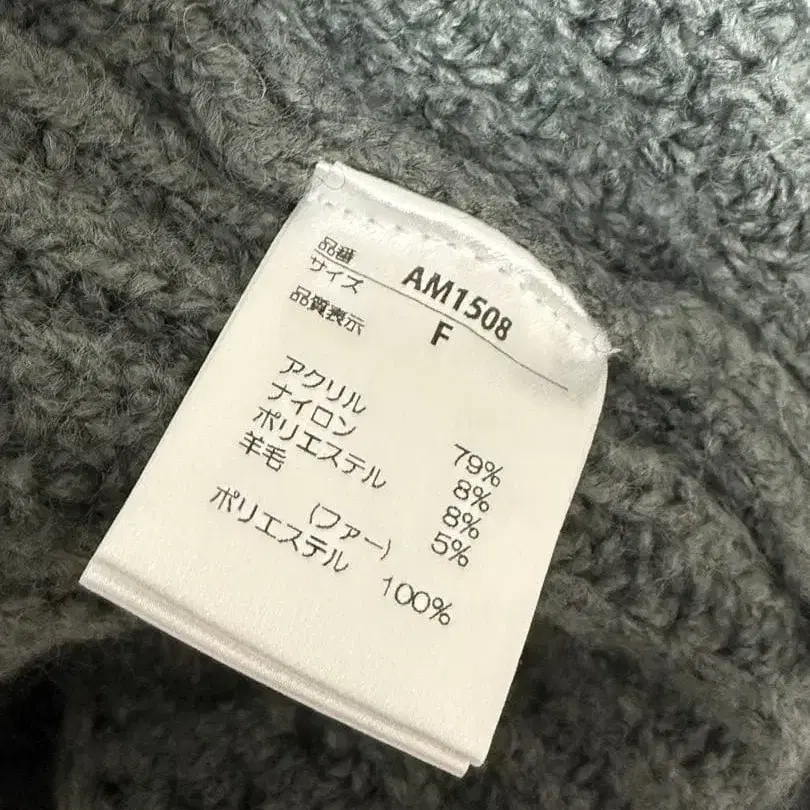 品番 AM1508
サイズ F
品質表示
アクリル 79%
ナイロン 8%
ポリエステル 8%
羊毛 5%
(ファー)
ポリエステル 100%